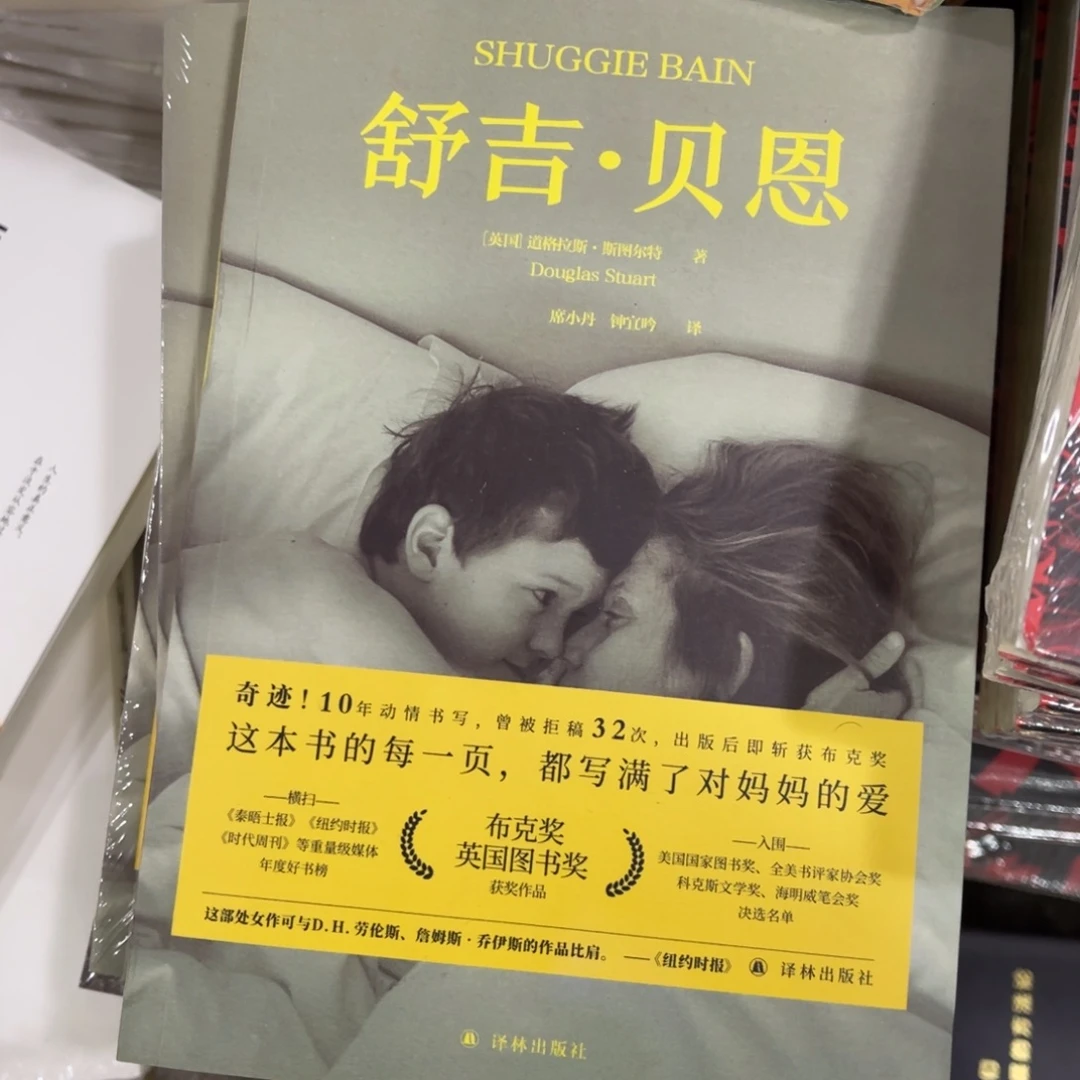 SHUGGIE BAIN
舒吉·贝恩
[英国] 道格拉斯·斯图尔特 著
Douglas Stuart
席小丹 钟宜吟 译
奇迹！10年动情书写，曾被拒稿32次，出版后即斩获布克奖
这本书的每一页，都写满了对妈妈的爱
—横扫—
《泰晤士报》《纽约时报》
《时代周刊》等重量级媒体
年度好书榜
布克奖
英国图书奖
获奖作品
—入围—
美国国家图书奖、全美书评家协会奖
科克斯文学奖、海明威笔会奖
决选名单
这部处女作可与D. H. 劳伦斯、詹姆斯·乔伊斯的作品比肩。 ——《纽约时报》 译林出版社
译林出版社